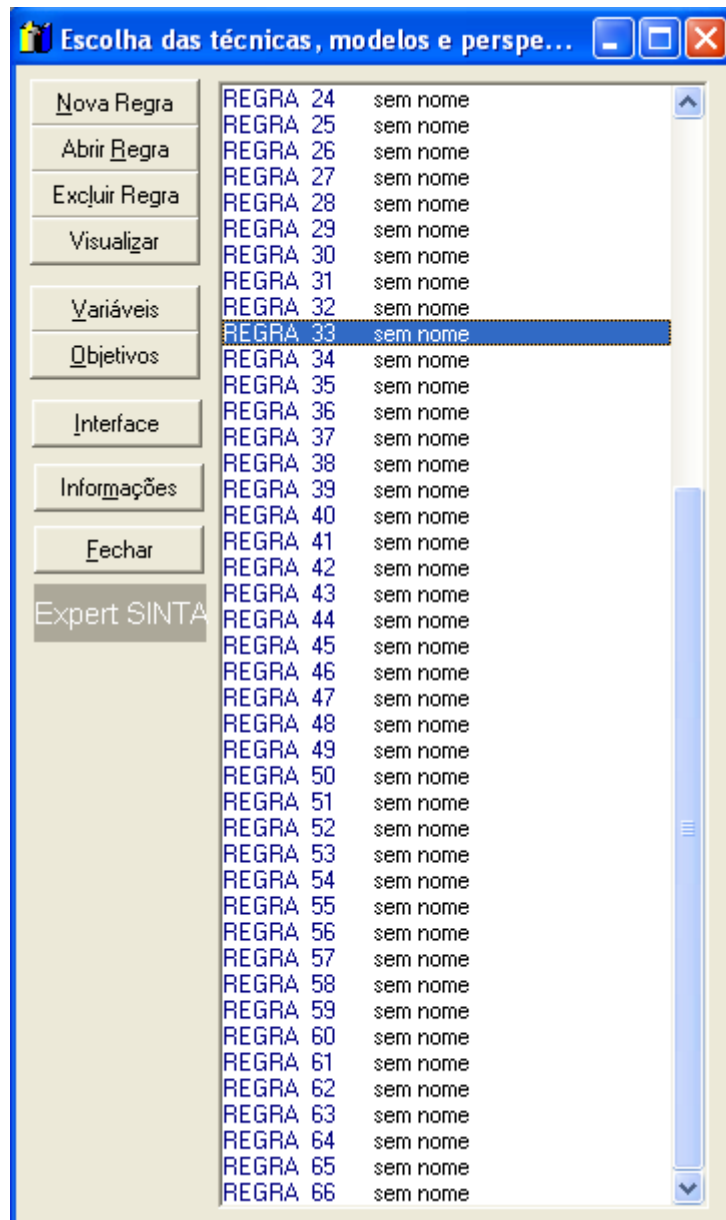 Escolha das técnicas, modelos e perspe...
Nova Regra
Abrir Regra
Excluir Regra
Visualizar
Variáveis
Objetivos
Interface
Informações
Fechar
Expert SINTA
REGRA 24 sem nome
REGRA 25 sem nome
REGRA 26 sem nome
REGRA 27 sem nome
REGRA 28 sem nome
REGRA 29 sem nome
REGRA 30 sem nome
REGRA 31 sem nome
REGRA 32 sem nome
REGRA 33 sem nome
REGRA 34 sem nome
REGRA 35 sem nome
REGRA 36 sem nome
REGRA 37 sem nome
REGRA 38 sem nome
REGRA 39 sem nome
REGRA 40 sem nome
REGRA 41 sem nome
REGRA 42 sem nome
REGRA 43 sem nome
REGRA 44 sem nome
REGRA 45 sem nome
REGRA 46 sem nome
REGRA 47 sem nome
REGRA 48 sem nome
REGRA 49 sem nome
REGRA 50 sem nome
REGRA 51 sem nome
REGRA 52 sem nome
REGRA 53 sem nome
REGRA 54 sem nome
REGRA 55 sem nome
REGRA 56 sem nome
REGRA 57 sem nome
REGRA 58 sem nome
REGRA 59 sem nome
REGRA 60 sem nome
REGRA 61 sem nome
REGRA 62 sem nome
REGRA 63 sem nome
REGRA 64 sem nome
REGRA 65 sem nome
REGRA 66 sem nome